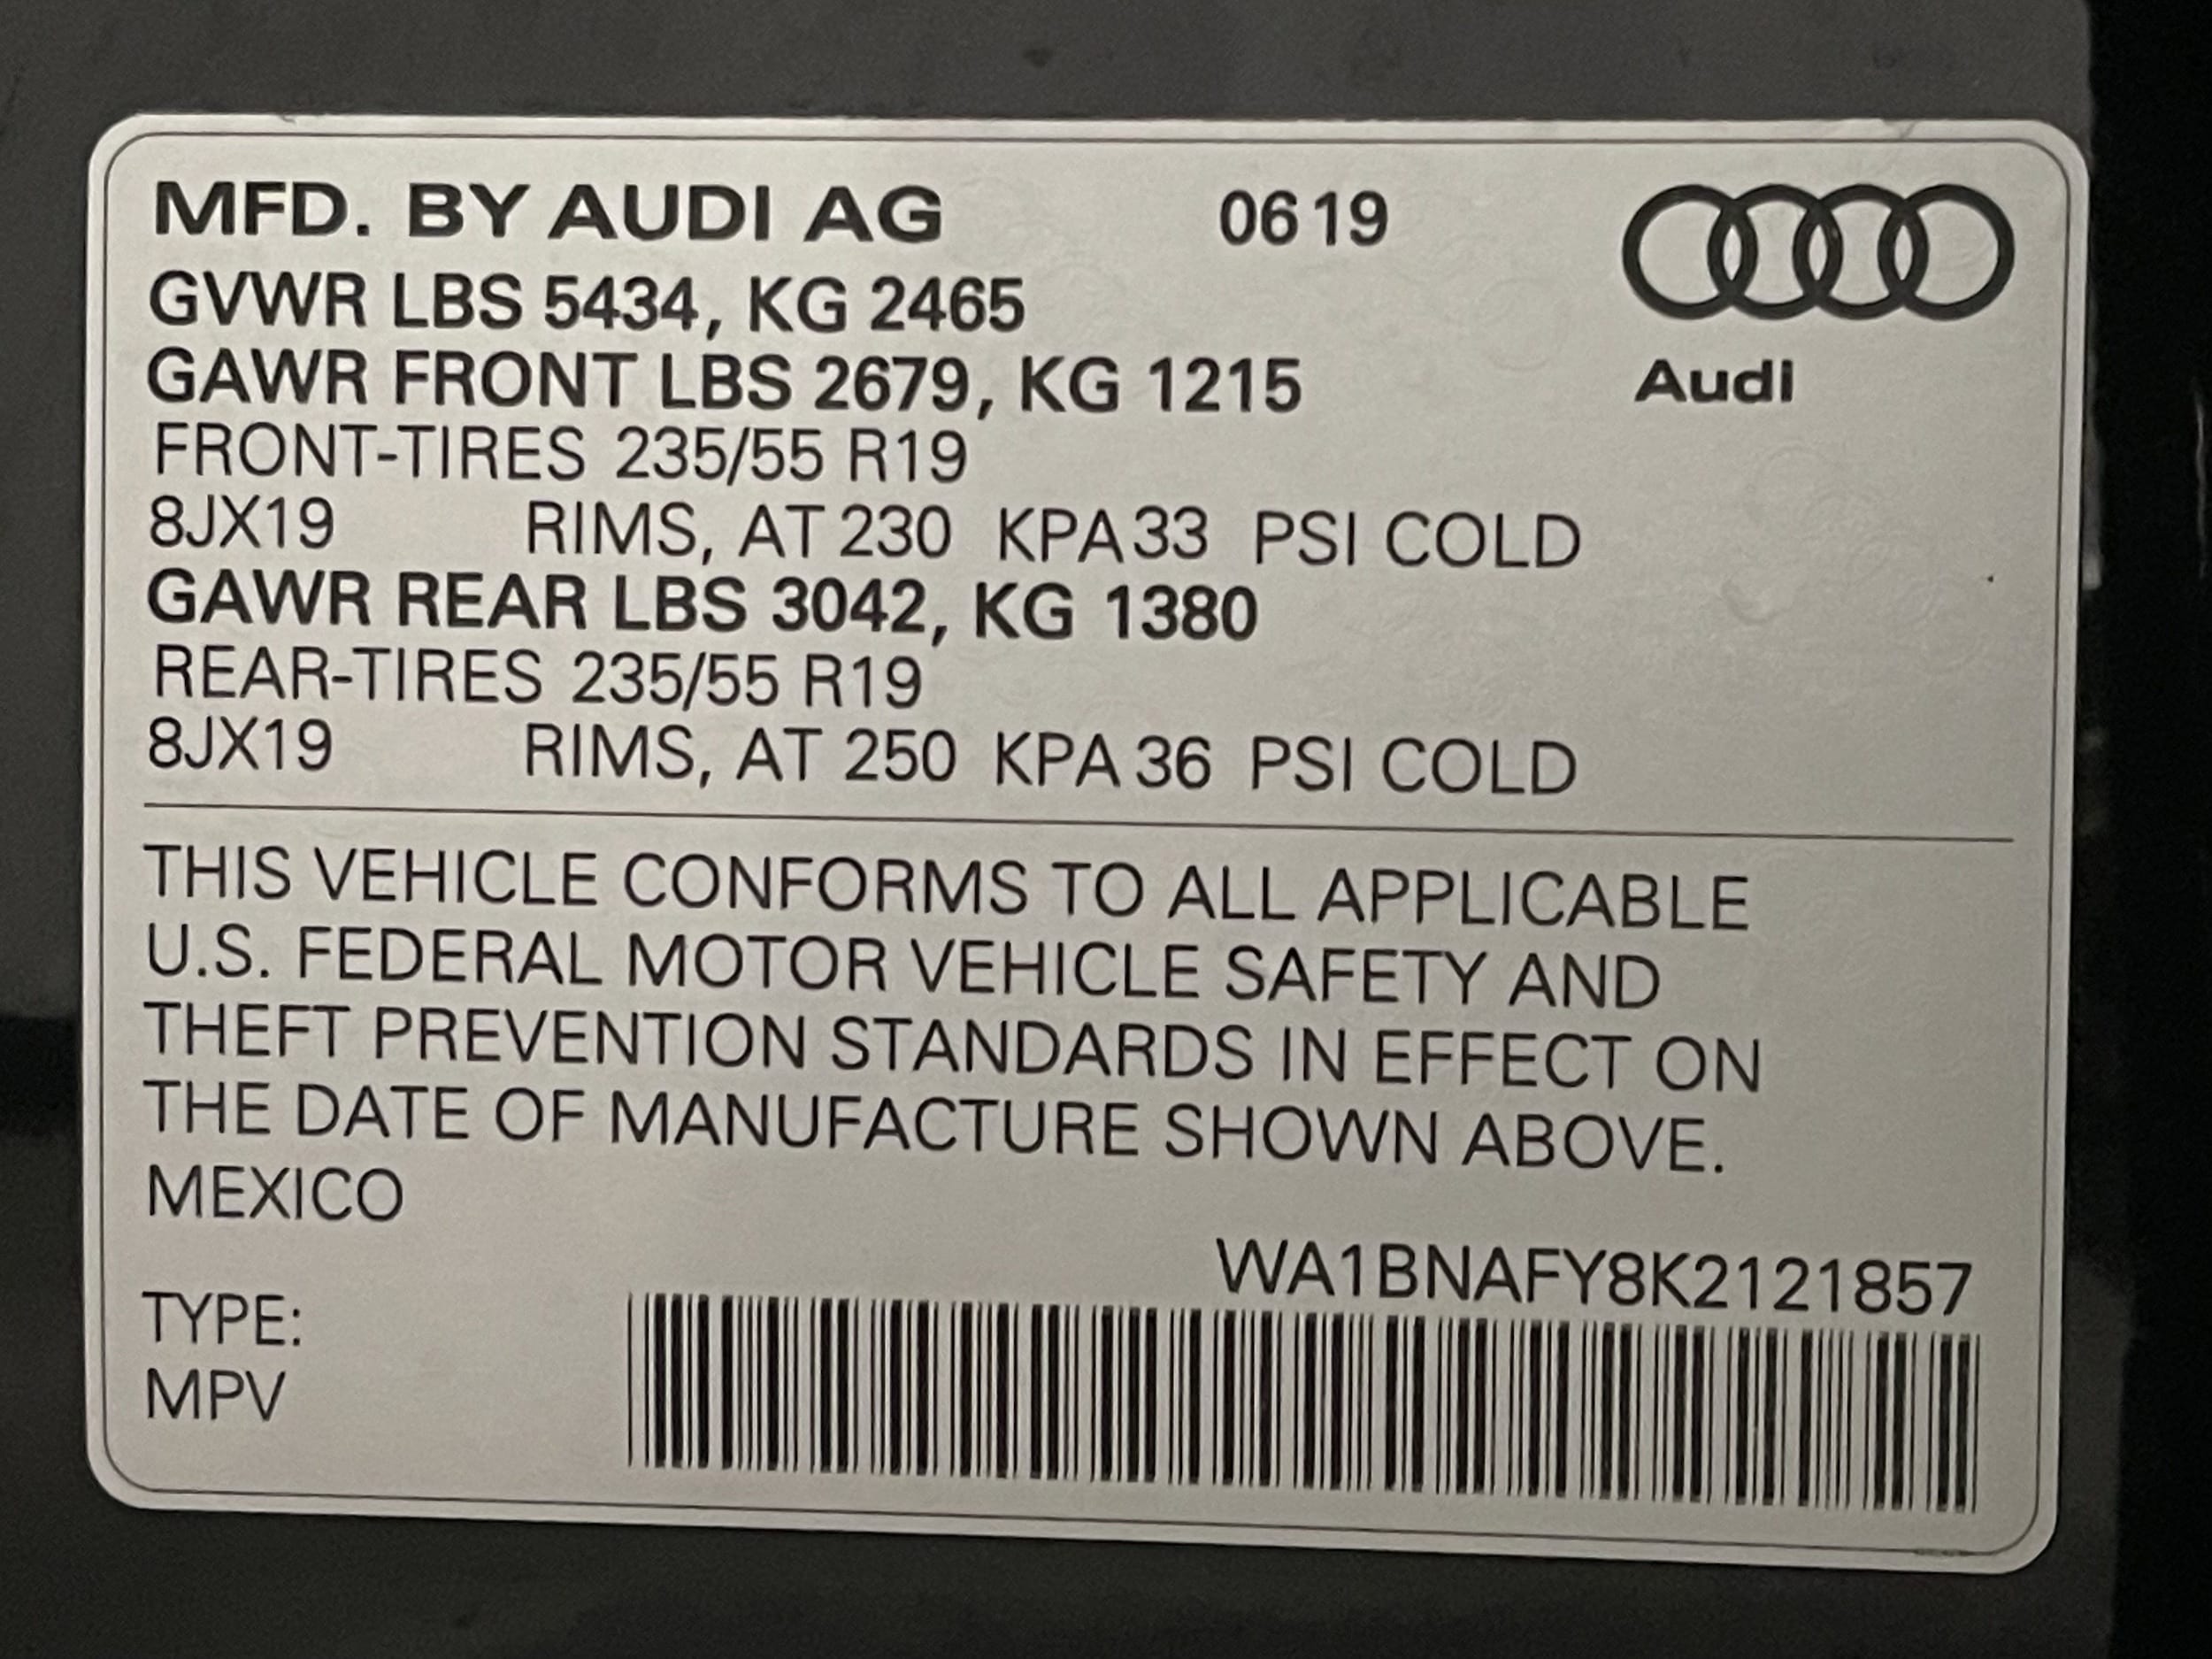 MFD. BY AUDI AG 0619
GVWR LBS 5434, KG 2465
GAWR FRONT LBS 2679, KG 1215
Audi
FRONT-TIRES 235/55 R19
8JX19 RIMS, AT 230 KPA 33 PSI COLD
GAWR REAR LBS 3042, KG 1380
REAR-TIRES 235/55 R19
8JX19 RIMS, AT 250 KPA 36 PSI COLD
THIS VEHICLE CONFORMS TO ALL APPLICABLE
U.S. FEDERAL MOTOR VEHICLE SAFETY AND
THEFT PREVENTION STANDARDS IN EFFECT ON
THE DATE OF MANUFACTURE SHOWN ABOVE.
MEXICO
WA1BNAFY8K2121857
TYPE:
MPV